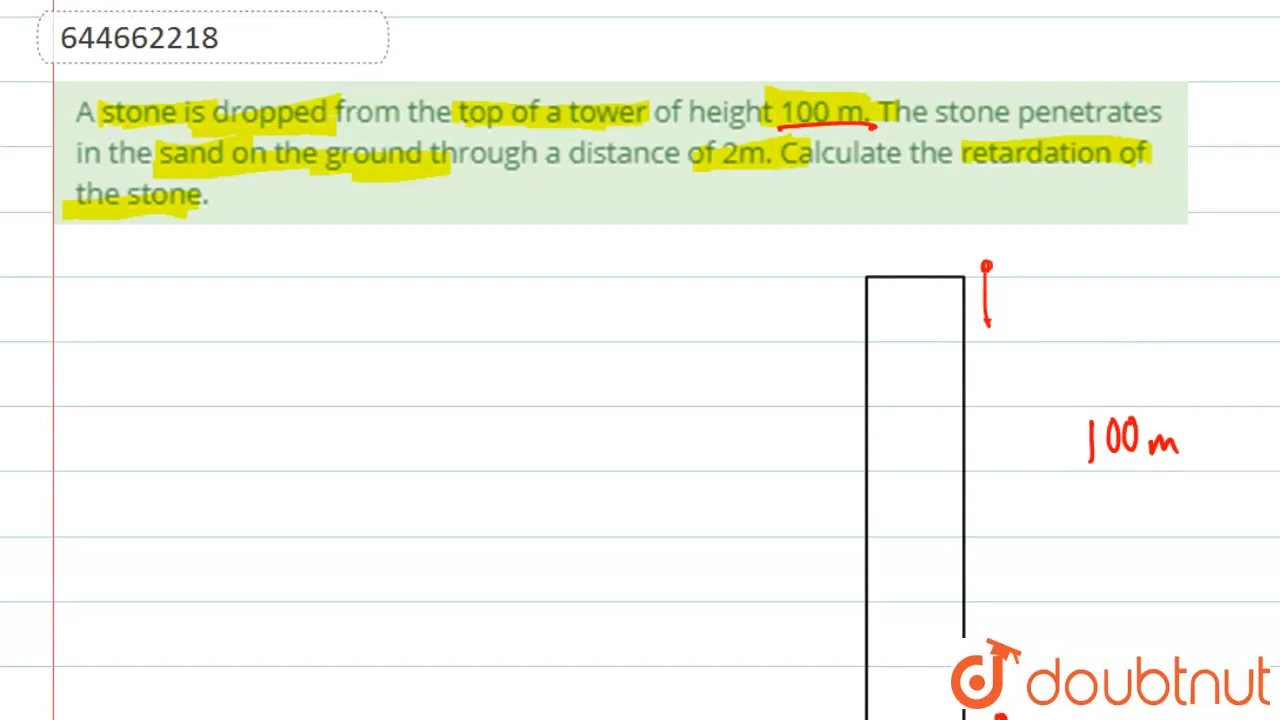 644662218
A stone is dropped from the top of a tower of height 100 m. The stone penetrates
in the sand on the ground through a distance of 2m. Calculate the retardation of
the stone.
100 m
doubtnut